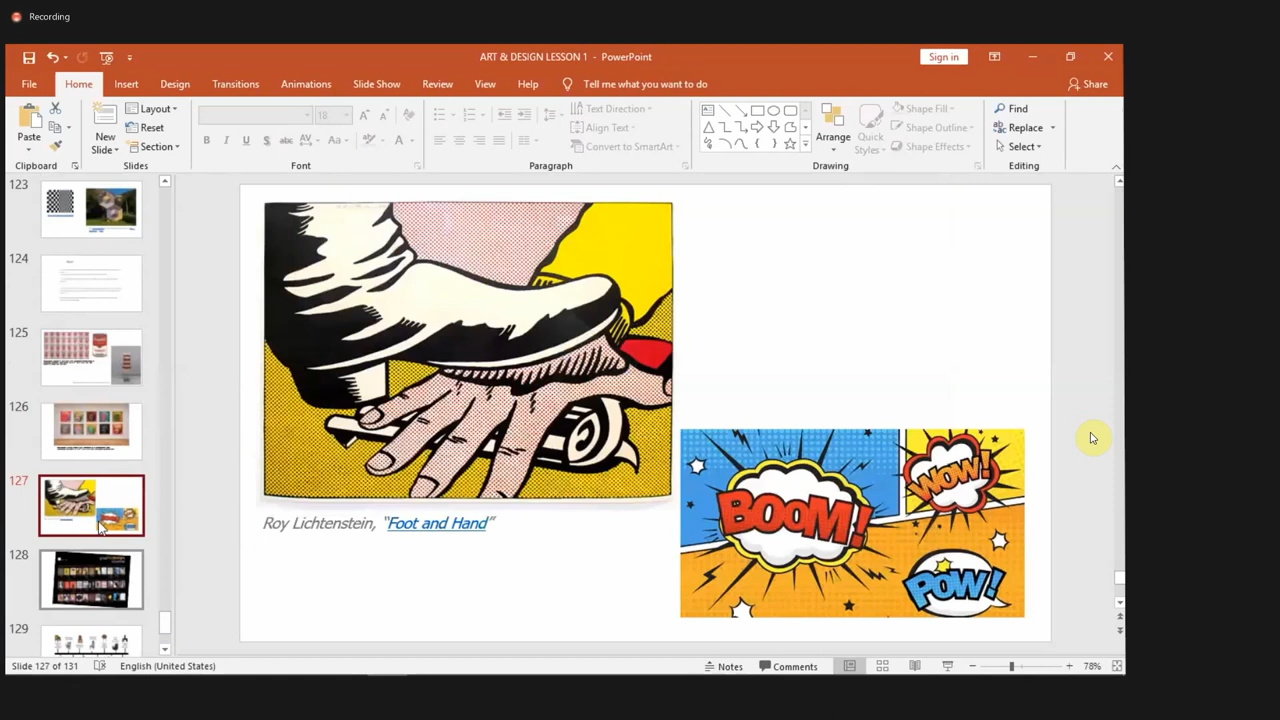 Recording
ART & DESIGN LESSON 1 - PowerPoint
Sign in
File Home Insert Design Transitions Animations Slide Show Review View Help Tell me what you want to do Share
Paste
New Slide
Layout
Reset
Section
18
B I U S abc AV Aa A
Text Direction
Align Text
Convert to SmartArt
Arrange
Quick Styles
Shape Fill
Shape Outline
Shape Effects
Find
Replace
Select
Clipboard Slides Font Paragraph Drawing Editing
123
124
125
126
127
128
129
BOOM!
WOW!
POW!
Roy Lichtenstein, “Foot and Hand”
Slide 127 of 131 English (United States) Notes Comments 78%